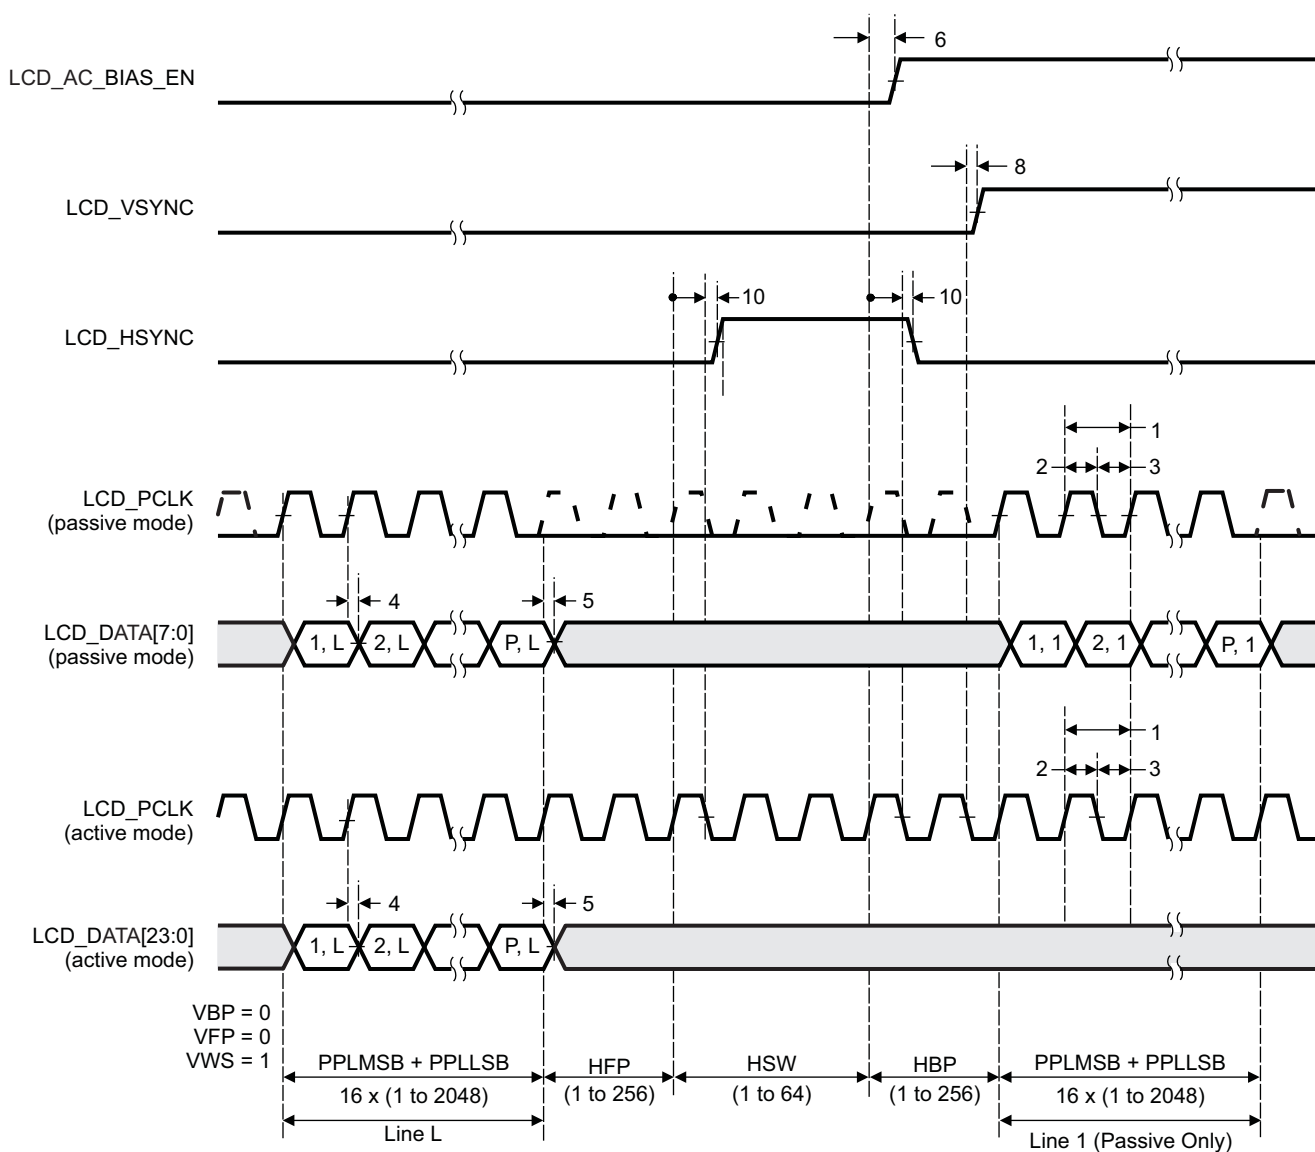 6
LCD_AC_BIAS_EN
8
LCD_VSYNC
10
10
LCD_HSYNC
1
2
3
LCD_PCLK
(passive mode)
4
5
LCD_DATA[7:0]
(passive mode)
1, L
2, L
P, L
1, 1
2, 1
P, 1
1
2
3
LCD_PCLK
(active mode)
4
5
LCD_DATA[23:0]
(active mode)
1, L
2, L
P, L
VBP = 0
VFP = 0
VWS = 1
PPLMSB + PPLLSB
16 x (1 to 2048)
Line L
HFP
(1 to 256)
HSW
(1 to 64)
HBP
(1 to 256)
PPLMSB + PPLLSB
16 x (1 to 2048)
Line 1 (Passive Only)